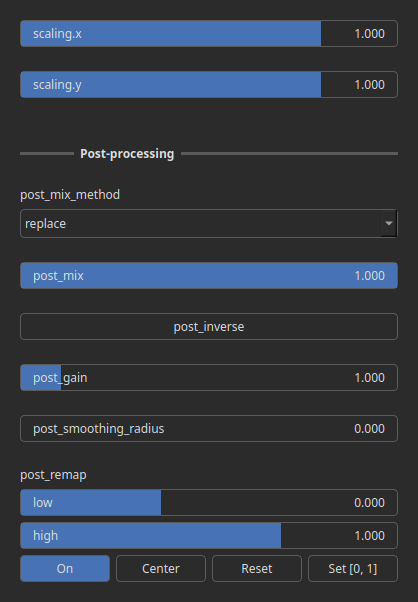 scaling.x 1.000
scaling.y 1.000
Post-processing
post_mix_method
replace
post_mix 1.000
post_inverse
post_gain 1.000
post_smoothing_radius 0.000
post_remap
low 0.000
high 1.000
On Center Reset Set [0, 1]